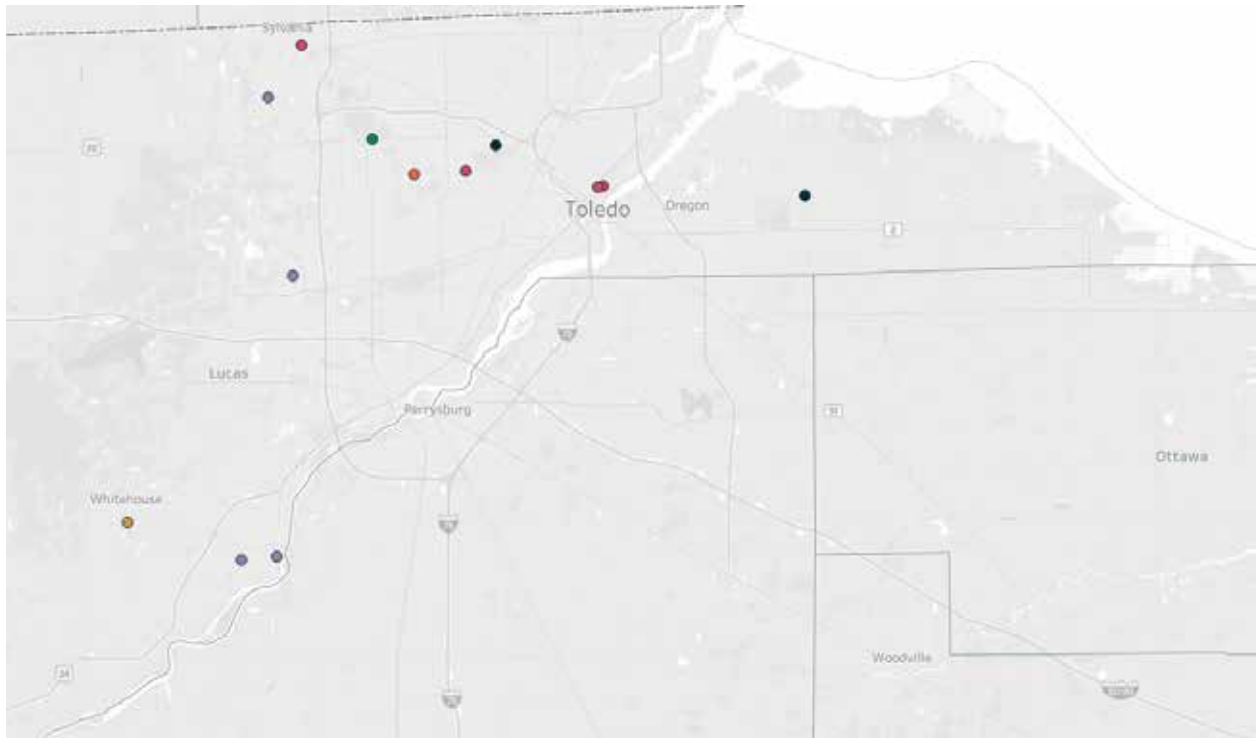 Sylvania
Toledo
Oregon
2
Lucas
Perrysburg
Ottawa
Whitehouse
Woodville